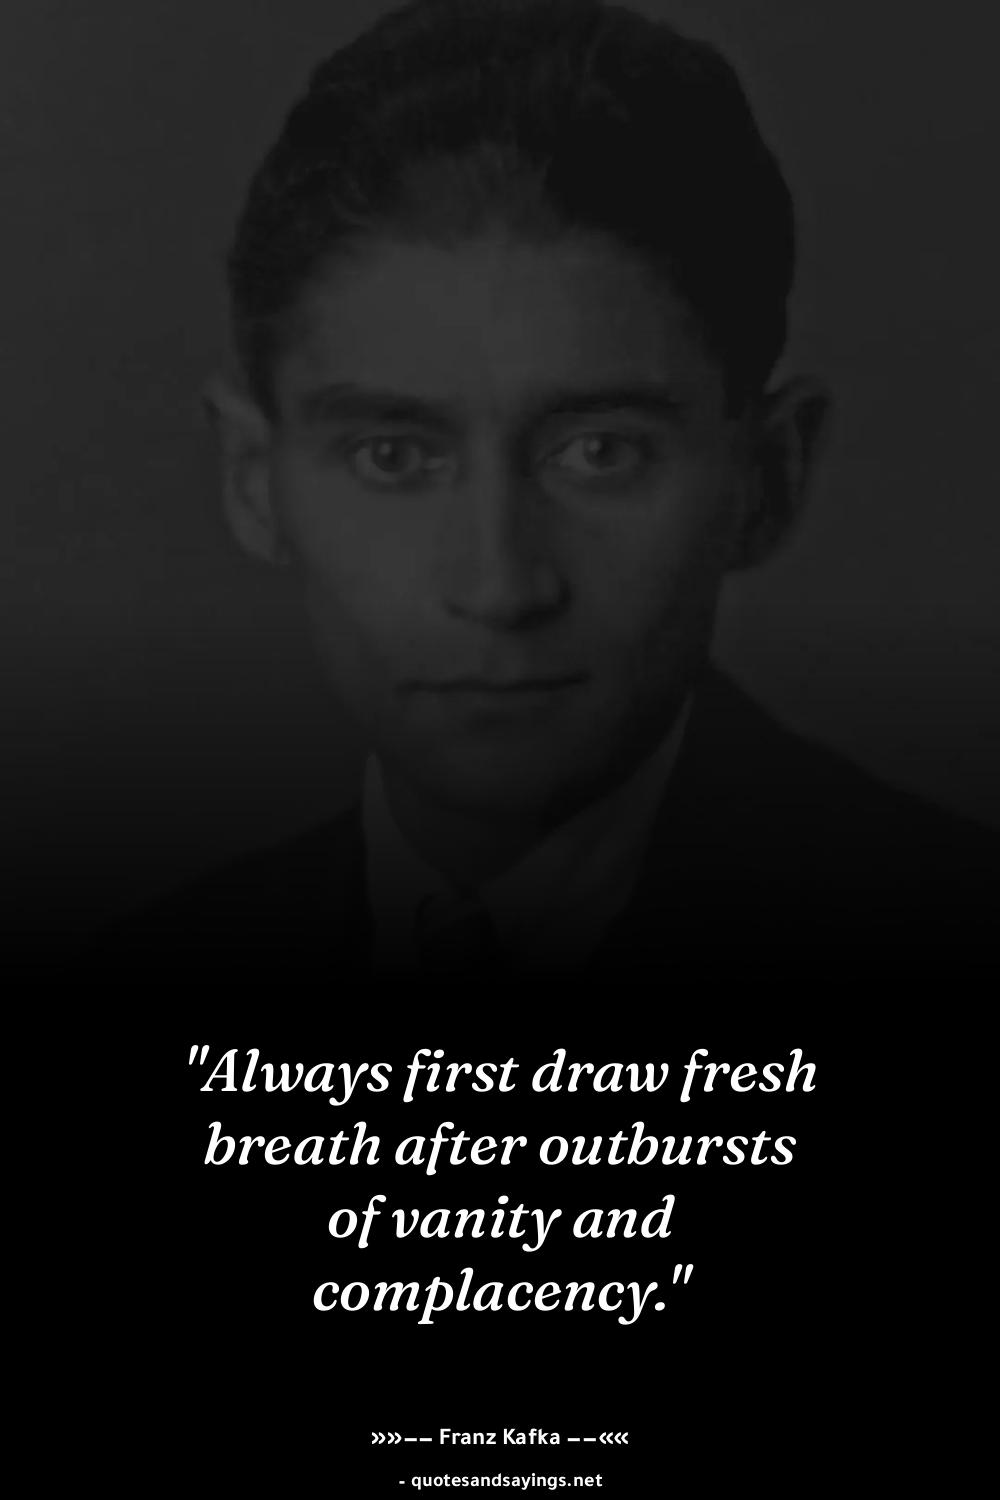 "Always first draw fresh
breath after outbursts
of vanity and
complacency."
»»—— Franz Kafka ——««
- quotesandsayings.net